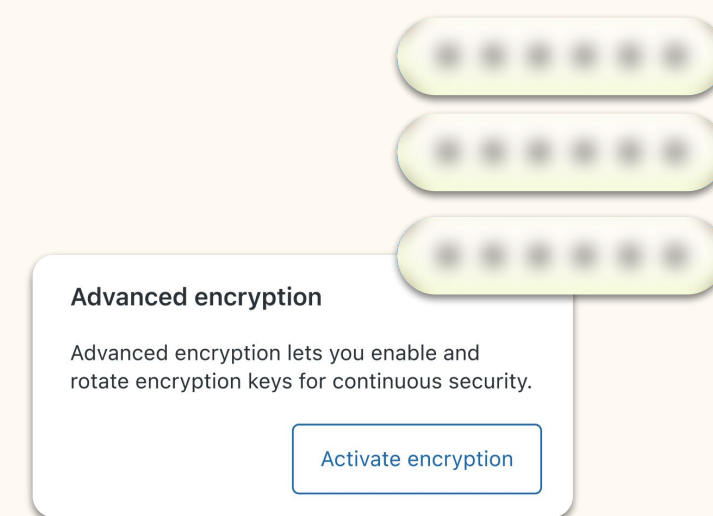 Advanced encryption
Advanced encryption lets you enable and
rotate encryption keys for continuous security.
Activate encryption